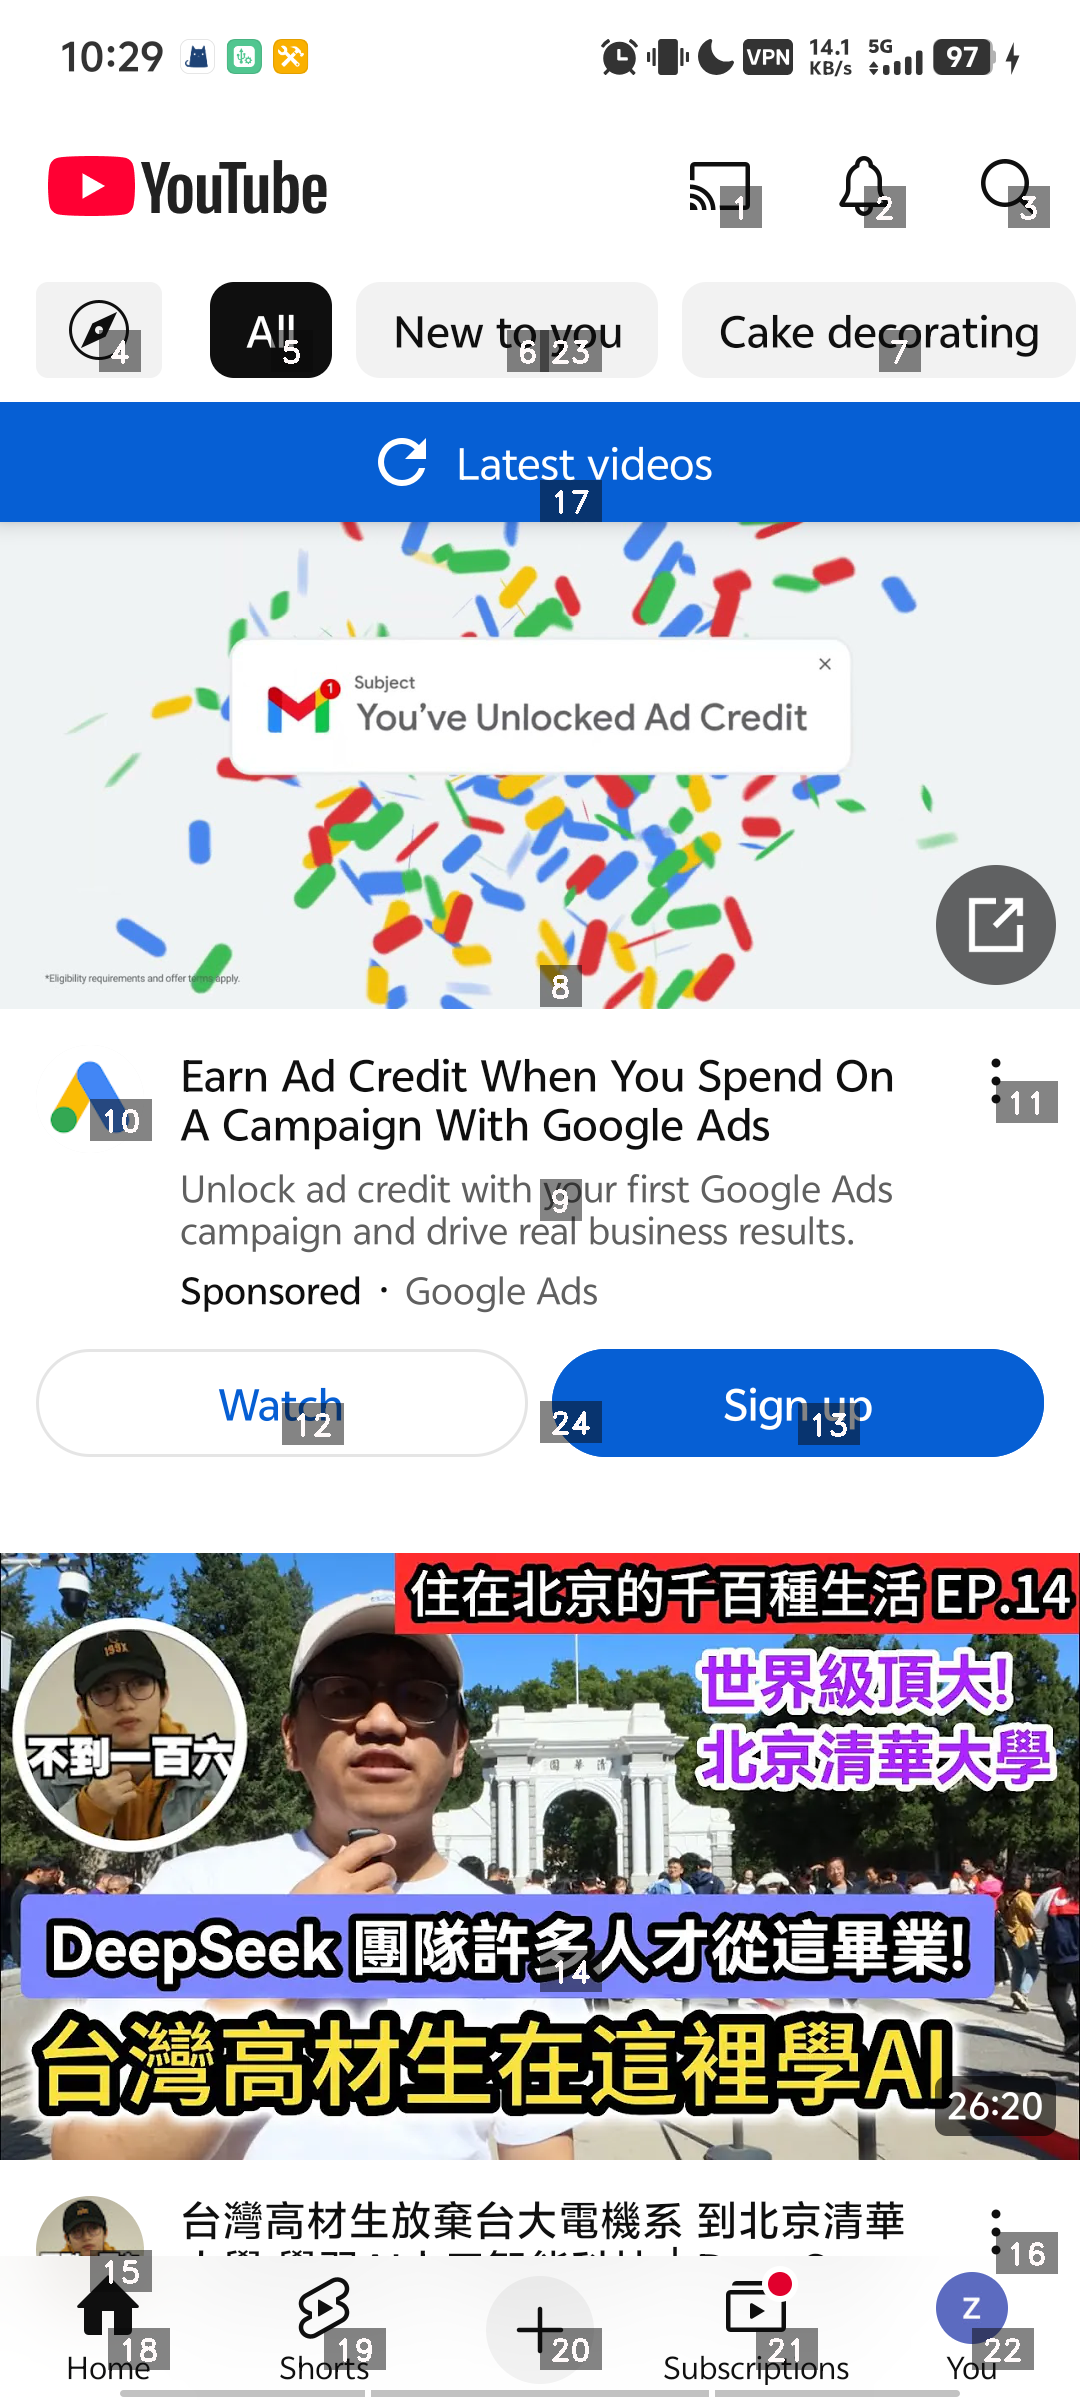 10:29
VPN
14.1 KB/s
5G
97
YouTube
1
2
3
All
New to you
Cake decorating
4
5
6 23
7
Latest videos
17
Subject
You've Unlocked Ad Credit
1
*Eligibility requirements and offer terms apply.
8
Earn Ad Credit When You Spend On
A Campaign With Google Ads
10
11
Unlock ad credit with your first Google Ads
campaign and drive real business results.
9
Sponsored · Google Ads
Watch
Sign up
12
24
13
住在北京的千百種生活 EP.14
世界級頂大!
北京清華大學
199X
不到一百六
園華清
DeepSeek 團隊許多人才從這畢業!
14
台灣高材生在這裡學AI
26:20
台灣高材生放棄台大電機系 到北京清華
15
16
Z
18
19
20
21
22
Home
Shorts
Subscriptions
You